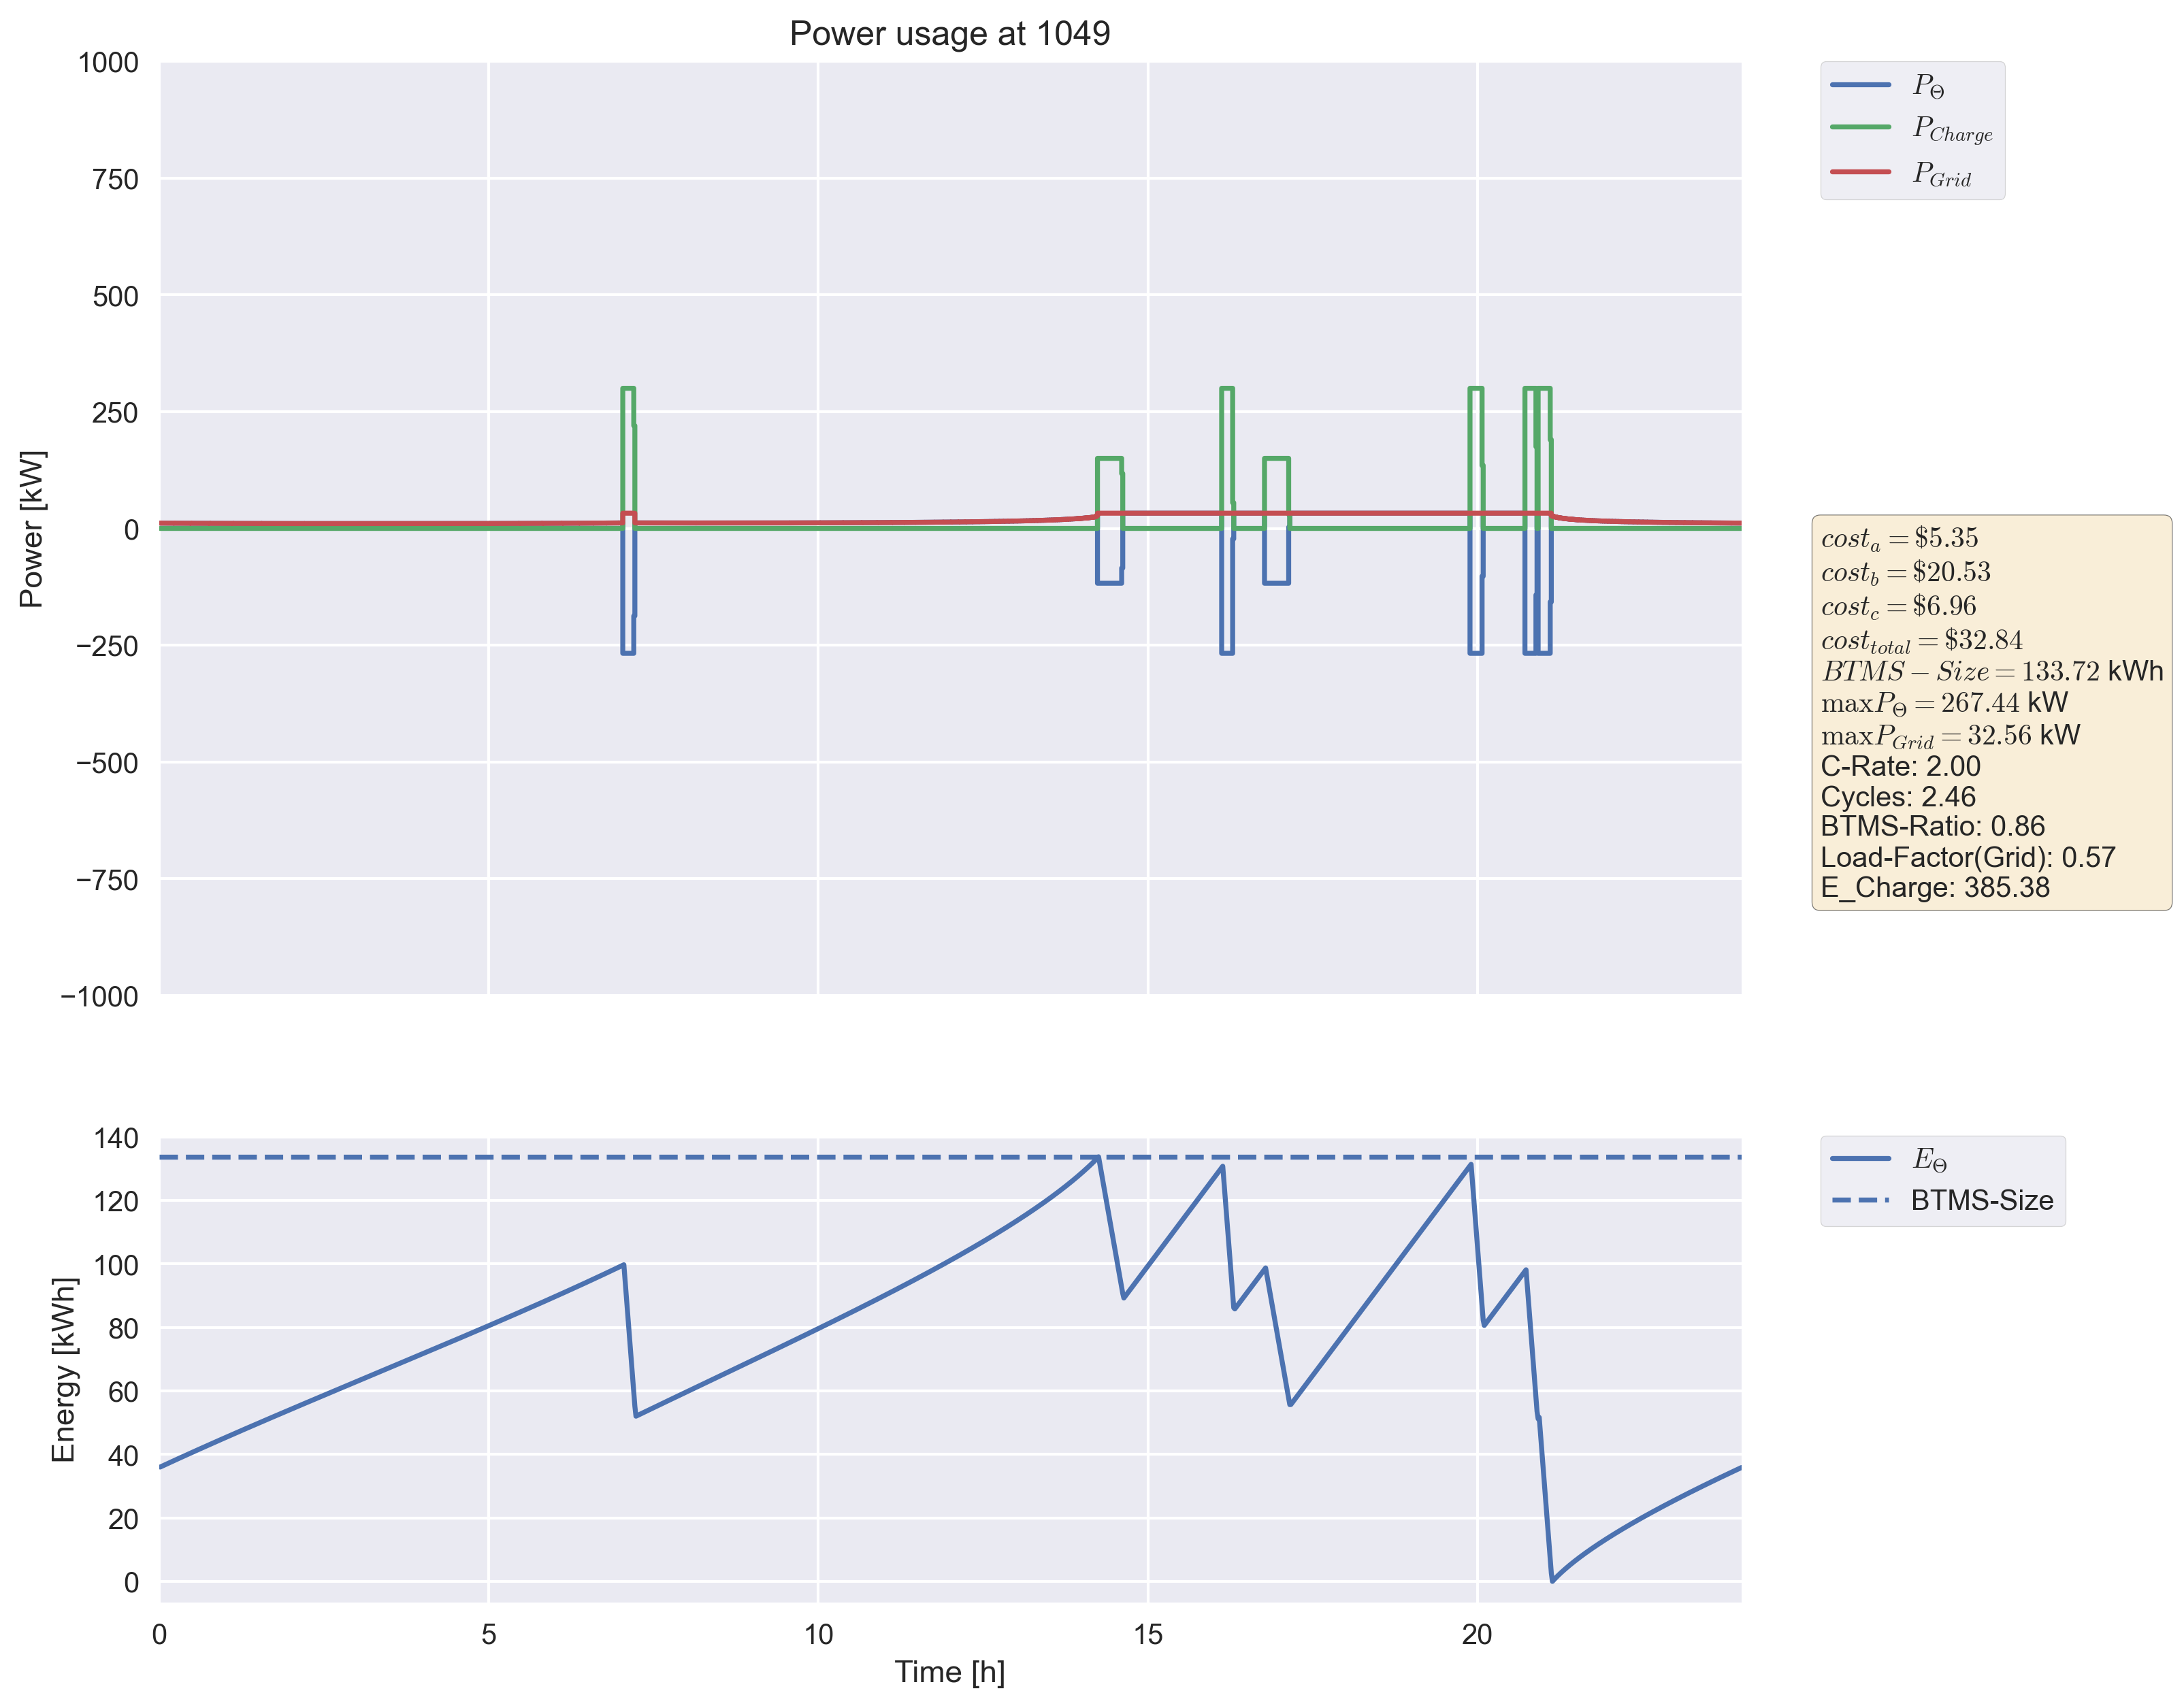 Power usage at 1049
1000
750
500
250
0
−250
−500
−750
−1000
Power [kW]
P_Θ
P_Charge
P_Grid
cost_a = $5.35
cost_b = $20.53
cost_c = $6.96
cost_total = $32.84
BTMS − Size = 133.72 kWh
maxP_Θ = 267.44 kW
maxP_Grid = 32.56 kW
C-Rate: 2.00
Cycles: 2.46
BTMS-Ratio: 0.86
Load-Factor(Grid): 0.57
E_Charge: 385.38
140
120
100
80
60
40
20
0
Energy [kWh]
E_Θ
BTMS-Size
0 5 10 15 20
Time [h]